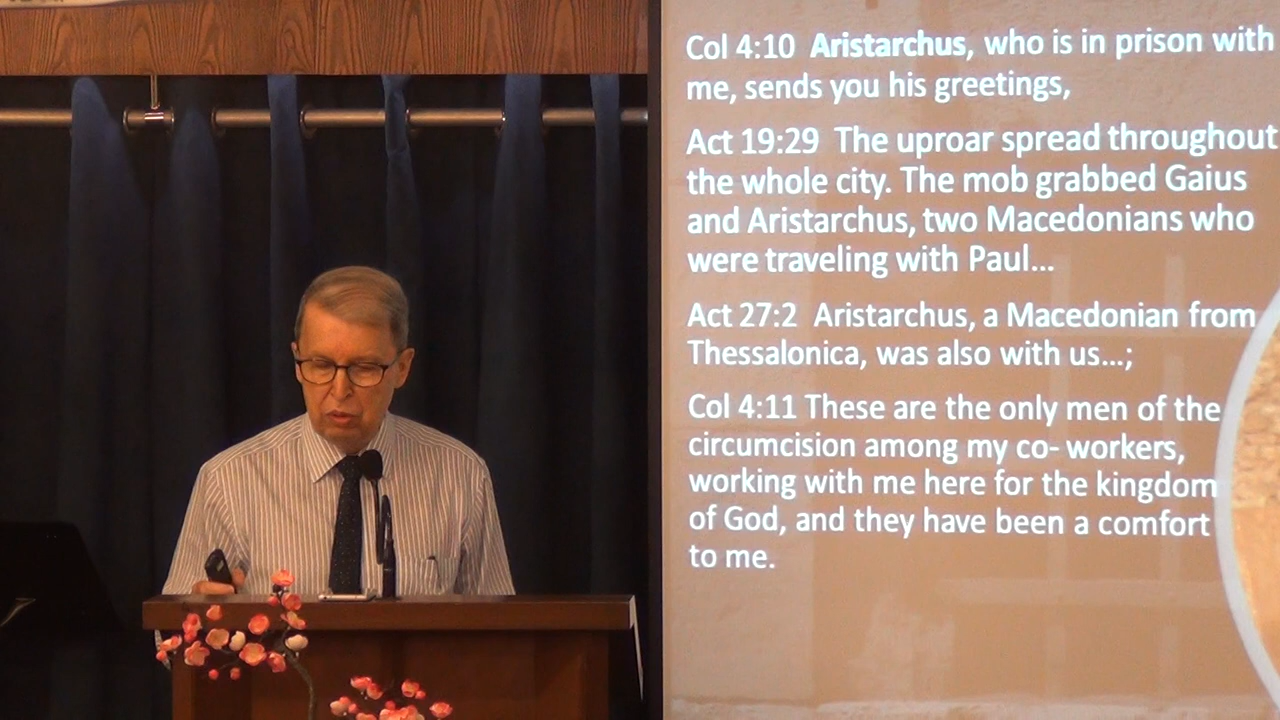 Col 4:10 Aristarchus, who is in prison with
me, sends you his greetings,
Act 19:29 The uproar spread throughout
the whole city. The mob grabbed Gaius
and Aristarchus, two Macedonians who
were traveling with Paul...
Act 27:2 Aristarchus, a Macedonian from
Thessalonica, was also with us...;
Col 4:11 These are the only men of the
circumcision among my co- workers,
working with me here for the kingdom
of God, and they have been a comfort
to me.